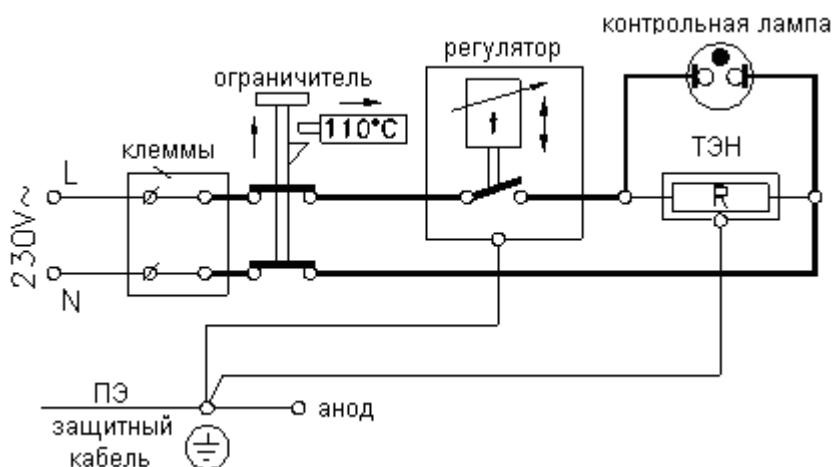 контрольная лампа
регулятор
ограничитель
110°C
клеммы
ТЭН
L
R
230V~
N
ПЭ
анод
защитный
кабель